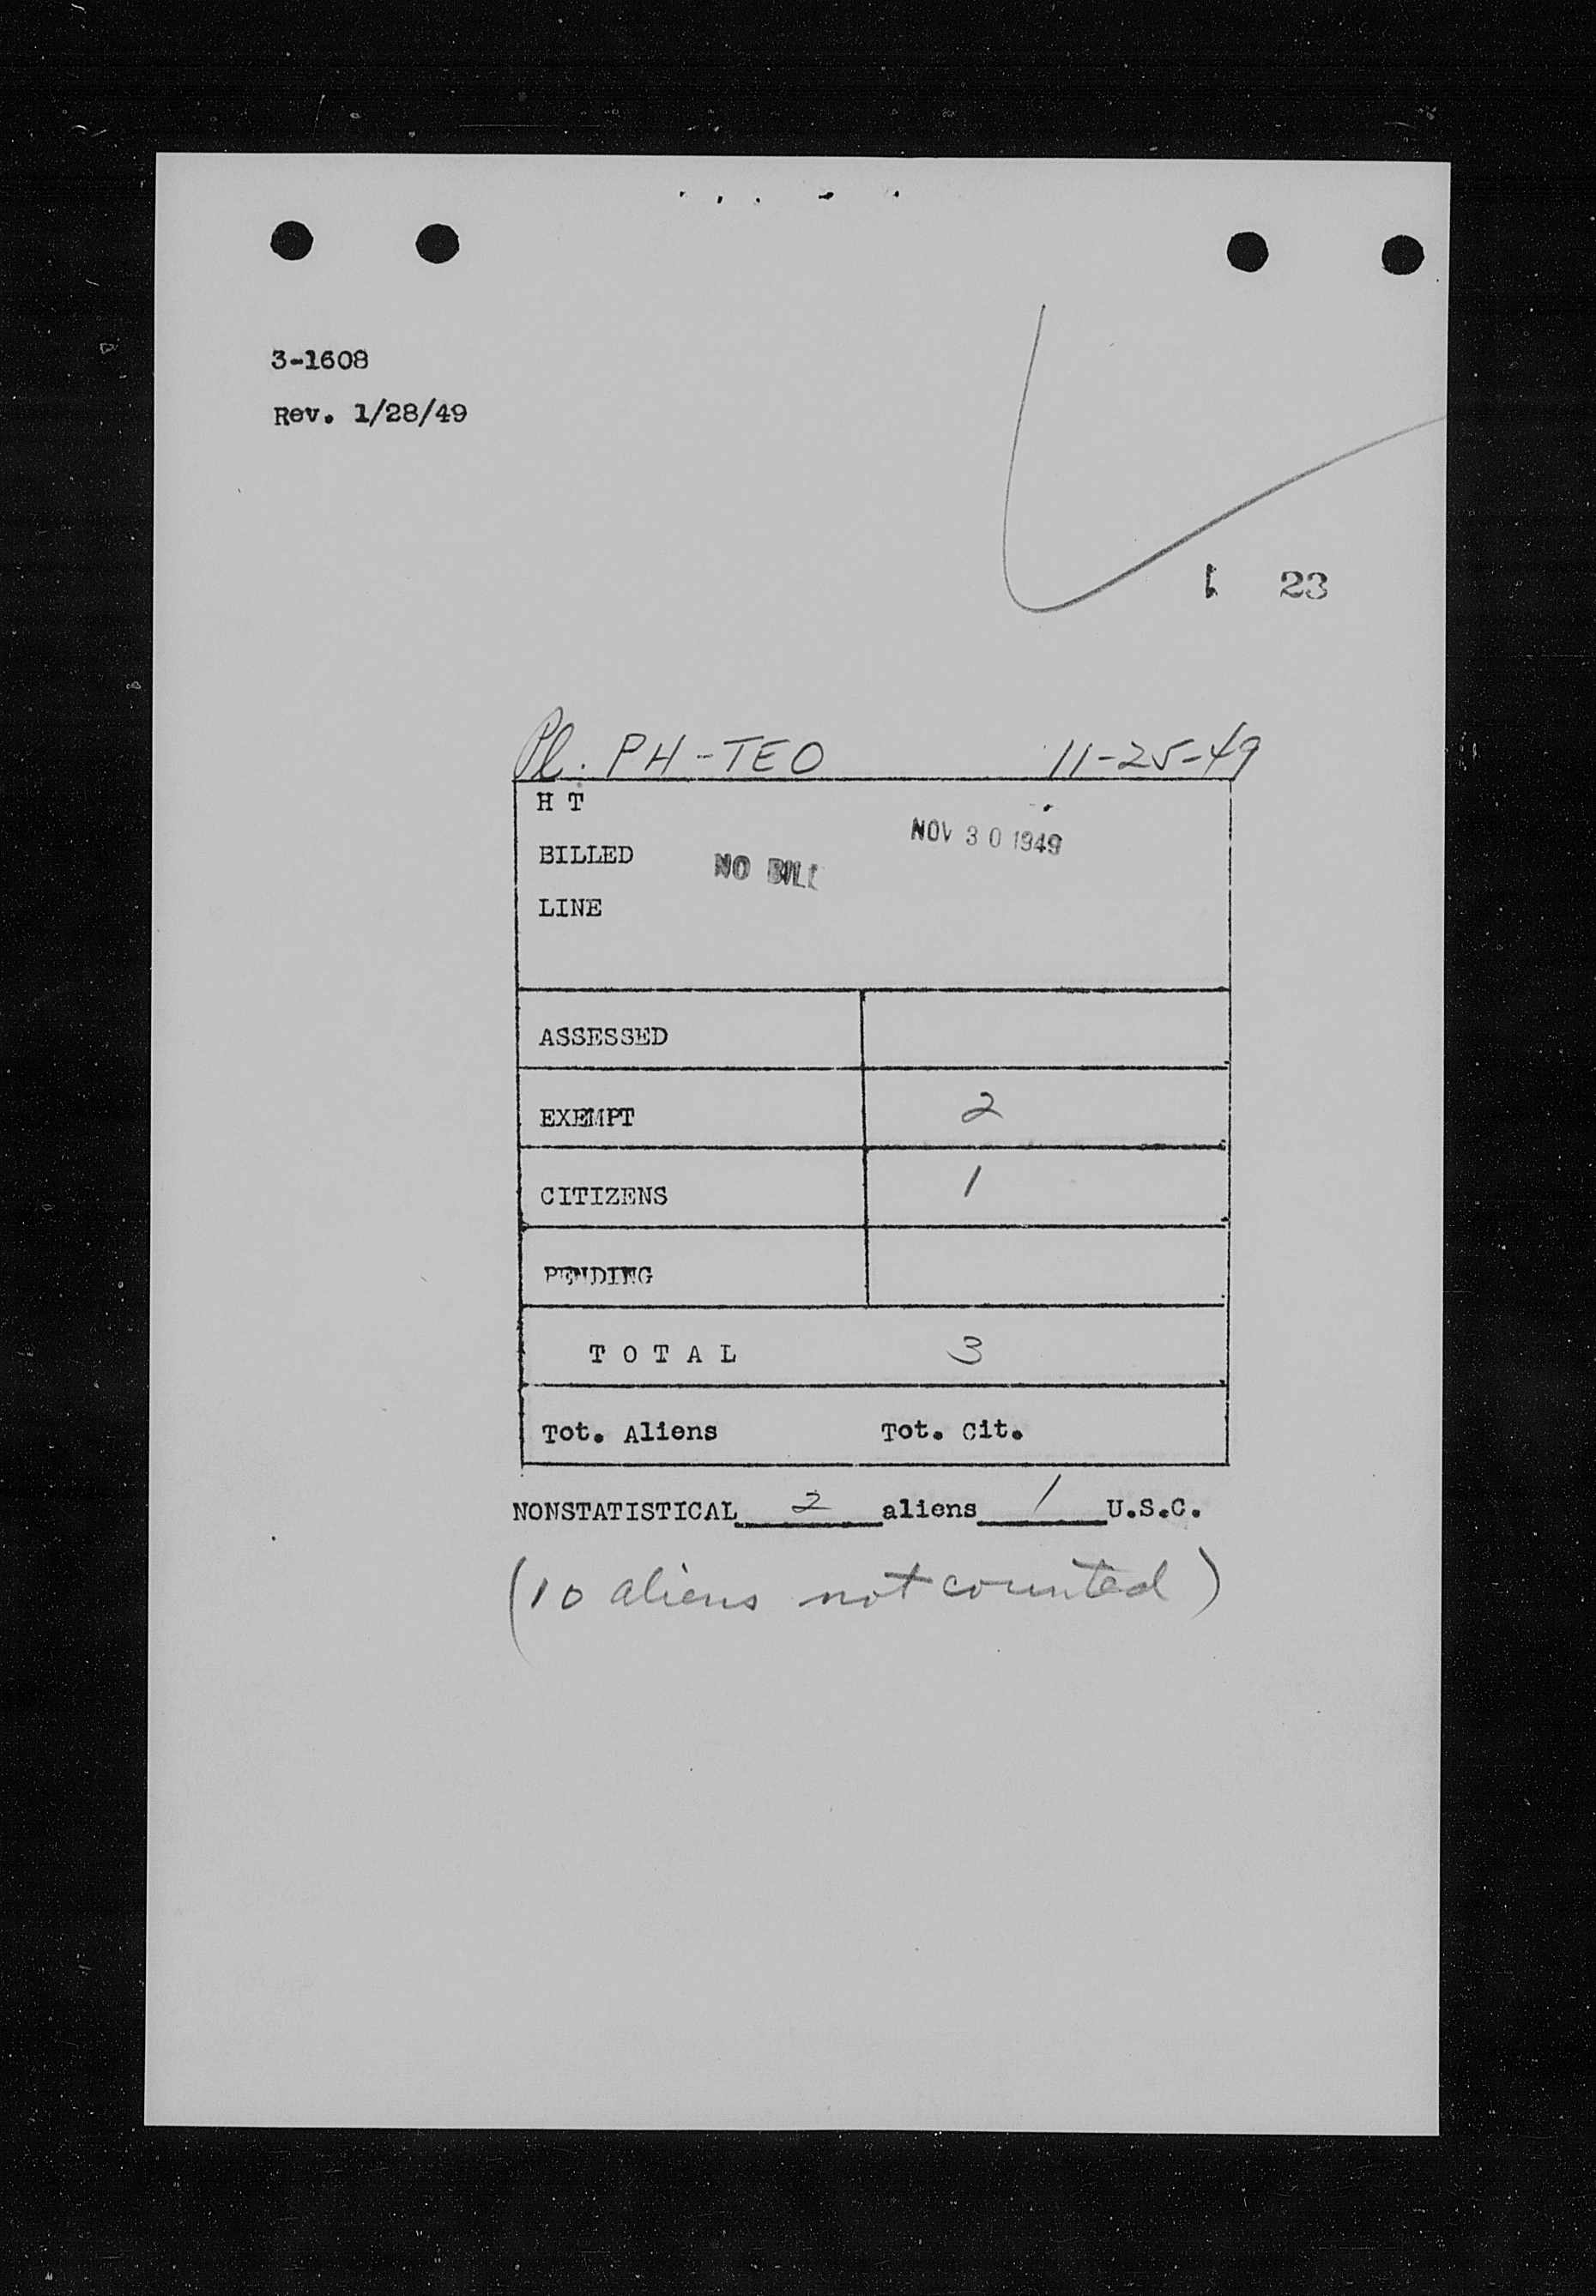 3-1608
Rev. 1/28/49
23
Pl. PH-TEO 11-25-49
H T
NOV 30 1949
BILLED NO BILL
LINE
ASSESSED
EXEMPT 2
CITIZENS 1
PENDING
T O T A L 3
Tot. Aliens Tot. Cit.
NONSTATISTICAL 2 aliens 1 U.S.C.
(10 aliens not counted)